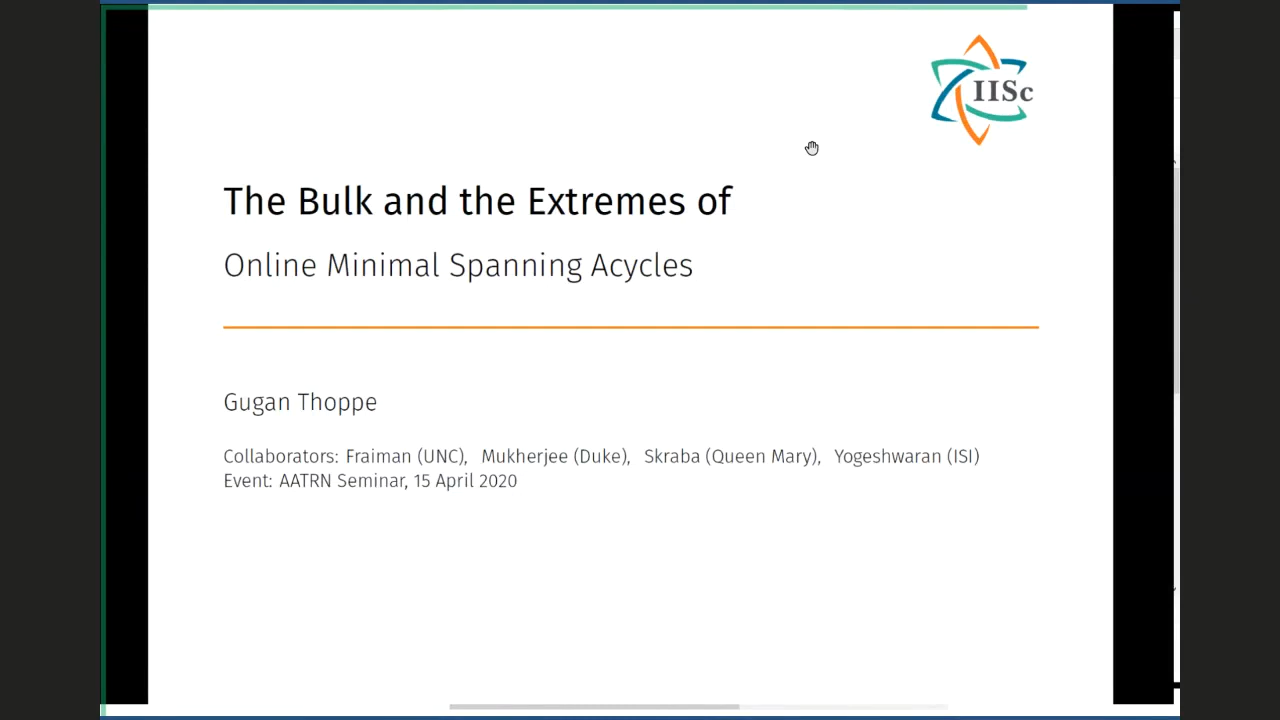 IISc
The Bulk and the Extremes of
Online Minimal Spanning Acycles
Gugan Thoppe
Collaborators: Fraiman (UNC), Mukherjee (Duke), Skraba (Queen Mary), Yogeshwaran (ISI)
Event: AATRN Seminar, 15 April 2020